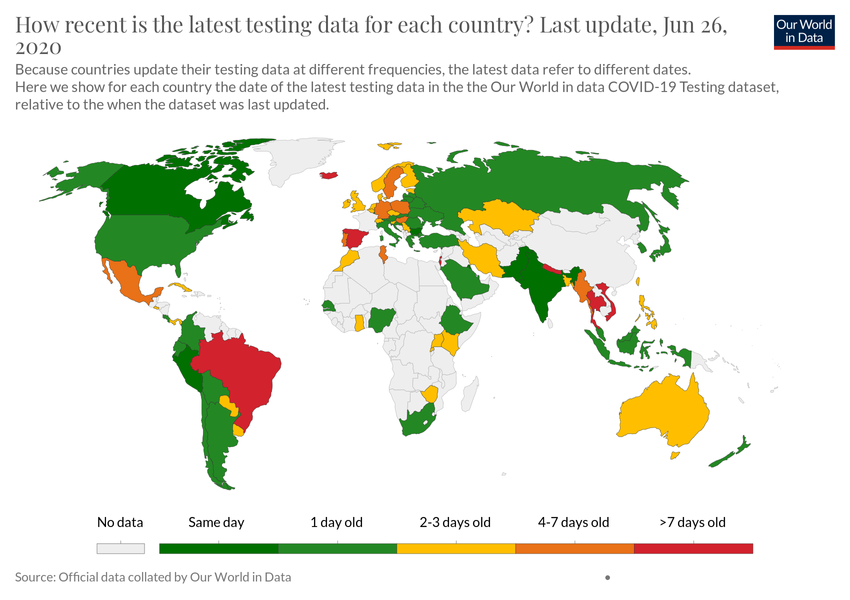 How recent is the latest testing data for each country? Last update, Jun 26,
2020
Our World
in Data
Because countries update their testing data at different frequencies, the latest data refer to different dates.
Here we show for each country the date of the latest testing data in the the Our World in data COVID-19 Testing dataset,
relative to the when the dataset was last updated.
No data
Same day
1 day old
2-3 days old
4-7 days old
>7 days old
Source: Official data collated by Our World in Data